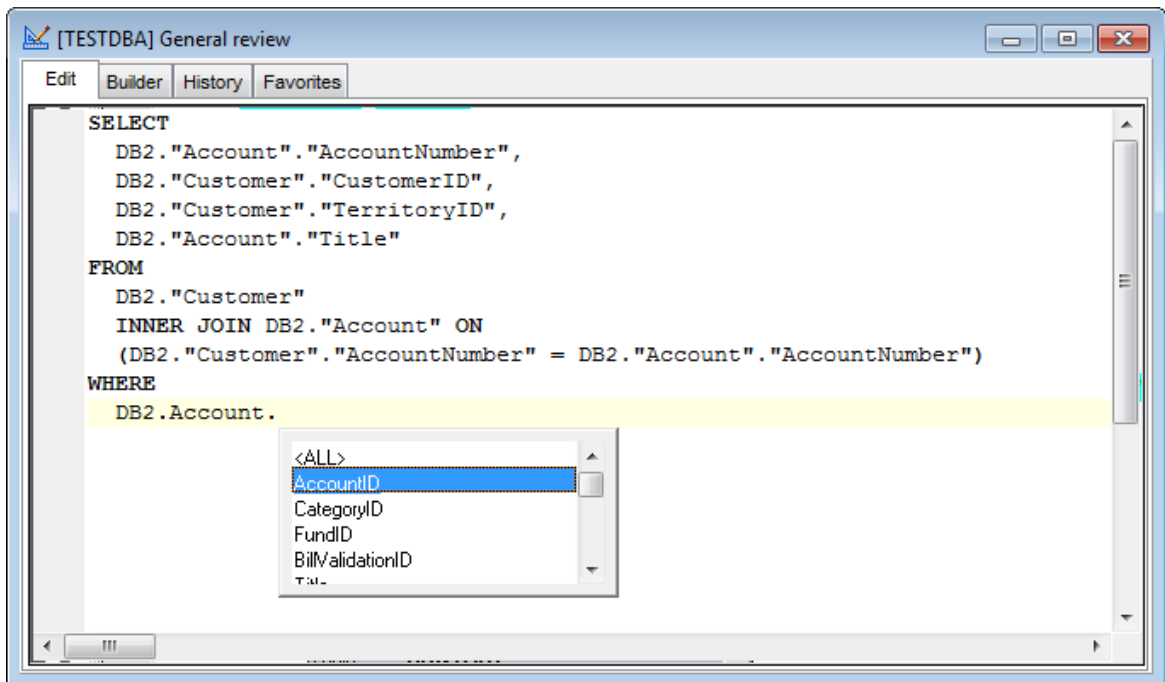 [TESTDBA] General review
Edit Builder History Favorites
SELECT
DB2."Account"."AccountNumber",
DB2."Customer"."CustomerID",
DB2."Customer"."TerritoryID",
DB2."Account"."Title"
FROM
DB2."Customer"
INNER JOIN DB2."Account" ON
(DB2."Customer"."AccountNumber" = DB2."Account"."AccountNumber")
WHERE
DB2.Account.
<ALL>
AccountID
CategoryID
FundID
BillValidationID
Title